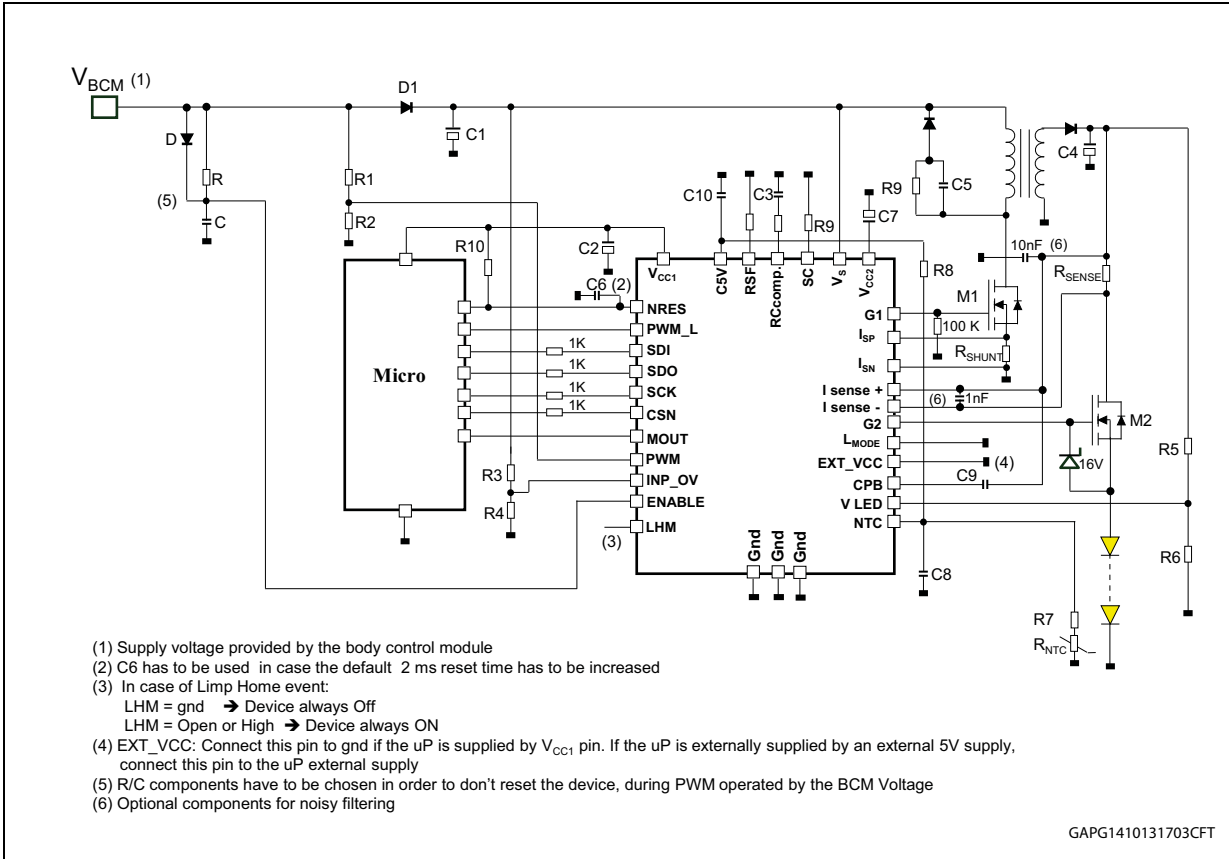 V_BCM (1)
D1
D
R
C1
(5)
C
R1
R2
R10
C2
C6 (2)
C10
C3
R9
C7
R9
C5
C4
10nF (6)
R_SENSE
R8
M1
100 K
R_SHUNT
V_CC1
C5V
RSF
RCcomp.
SC
V_S
V_CC2
Micro
1K
1K
1K
1K
NRES
PWM_L
SDI
SDO
SCK
CSN
MOUT
PWM
INP_OV
ENABLE
LHM
(3)
R3
R4
G1
I_SP
I_SN
I sense +
I sense -
G2
L_MODE
EXT_VCC
CPB
V LED
NTC
(6) 1nF
(4)
C9
16V
M2
R5
R6
C8
R7
R_NTC
Gnd
Gnd
Gnd
(1) Supply voltage provided by the body control module
(2) C6 has to be used in case the default 2 ms reset time has to be increased
(3) In case of Limp Home event:
LHM = gnd ➔ Device always Off
LHM = Open or High ➔ Device always ON
(4) EXT_VCC: Connect this pin to gnd if the uP is supplied by V_CC1 pin. If the uP is externally supplied by an external 5V supply,
connect this pin to the uP external supply
(5) R/C components have to be chosen in order to don't reset the device, during PWM operated by the BCM Voltage
(6) Optional components for noisy filtering
GAPG1410131703CFT